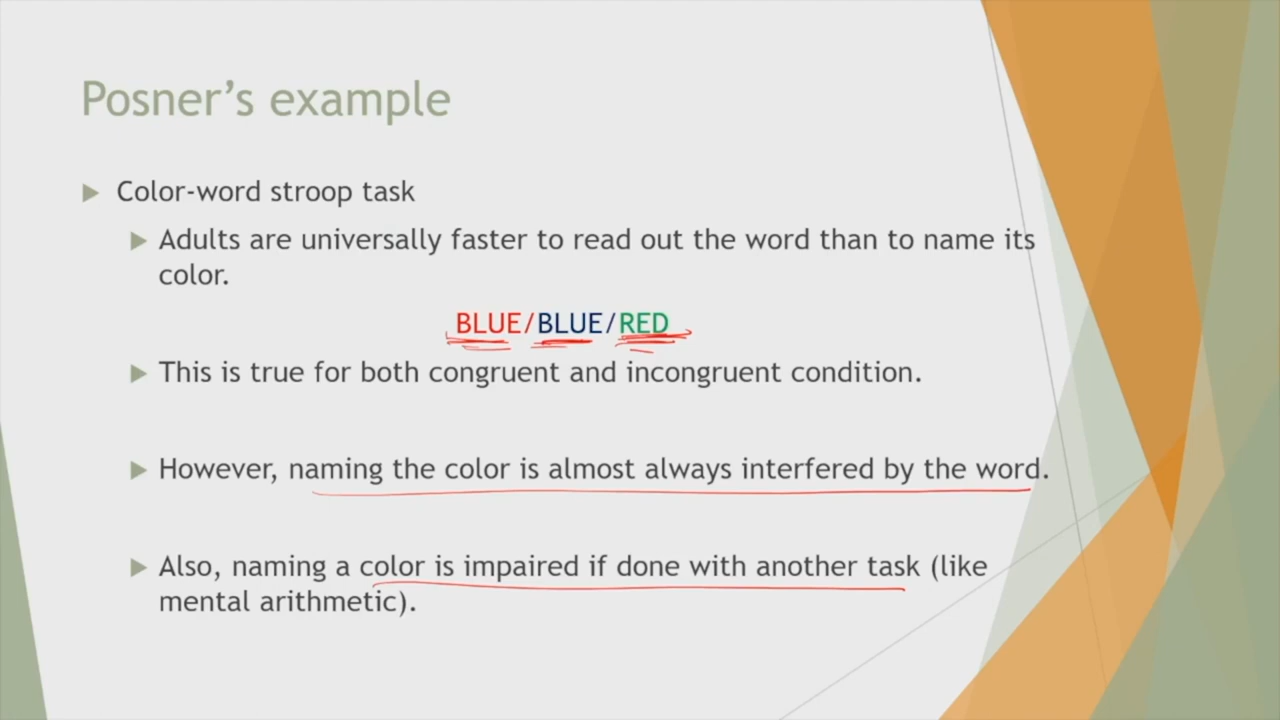 Posner's example
Color-word stroop task
Adults are universally faster to read out the word than to name its
color.
BLUE/BLUE/RED
This is true for both congruent and incongruent condition.
However, naming the color is almost always interfered by the word.
Also, naming a color is impaired if done with another task (like
mental arithmetic).